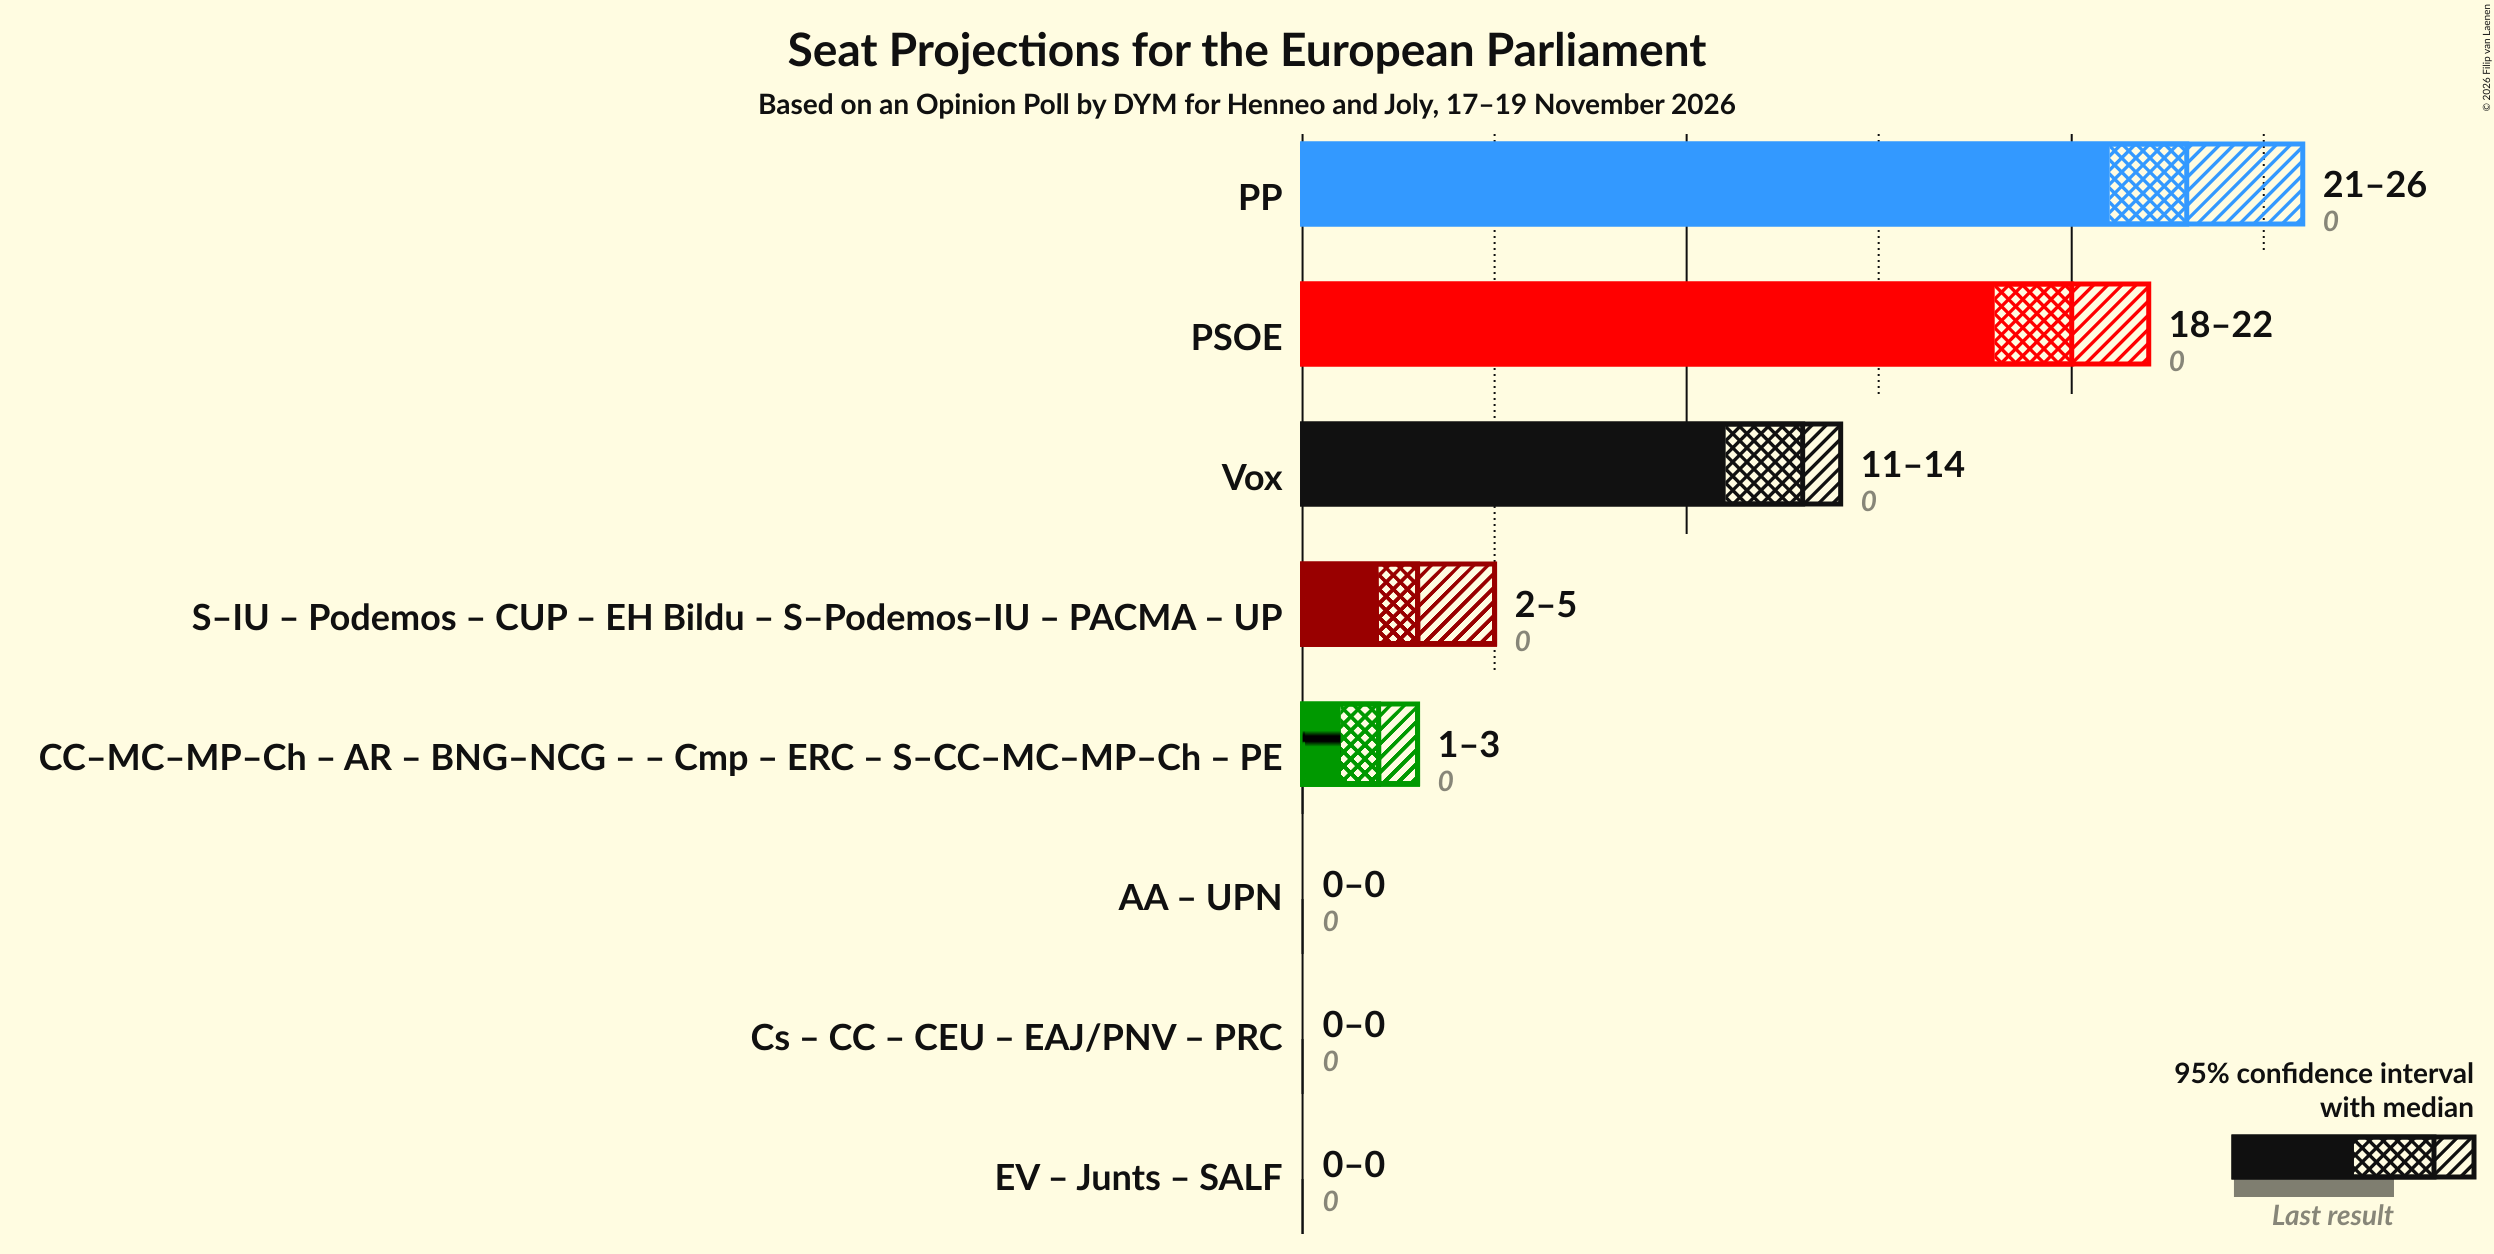 Seat Projections for the European Parliament
Based on an Opinion Poll by DYM for Henneo and Joly, 17–19 November 2026
© 2026 Filip van Laenen
PP
21–26
0
PSOE
18–22
0
Vox
11–14
0
S–IU – Podemos – CUP – EH Bildu – S–Podemos–IU – PACMA – UP
2–5
0
CC–MC–MP–Ch – AR – BNG–NCG – – Cmp – ERC – S–CC–MC–MP–Ch – PE
1–3
0
AA – UPN
0–0
0
Cs – CC – CEU – EAJ/PNV – PRC
0–0
0
EV – Junts – SALF
0–0
0
95% confidence interval
with median
Last result